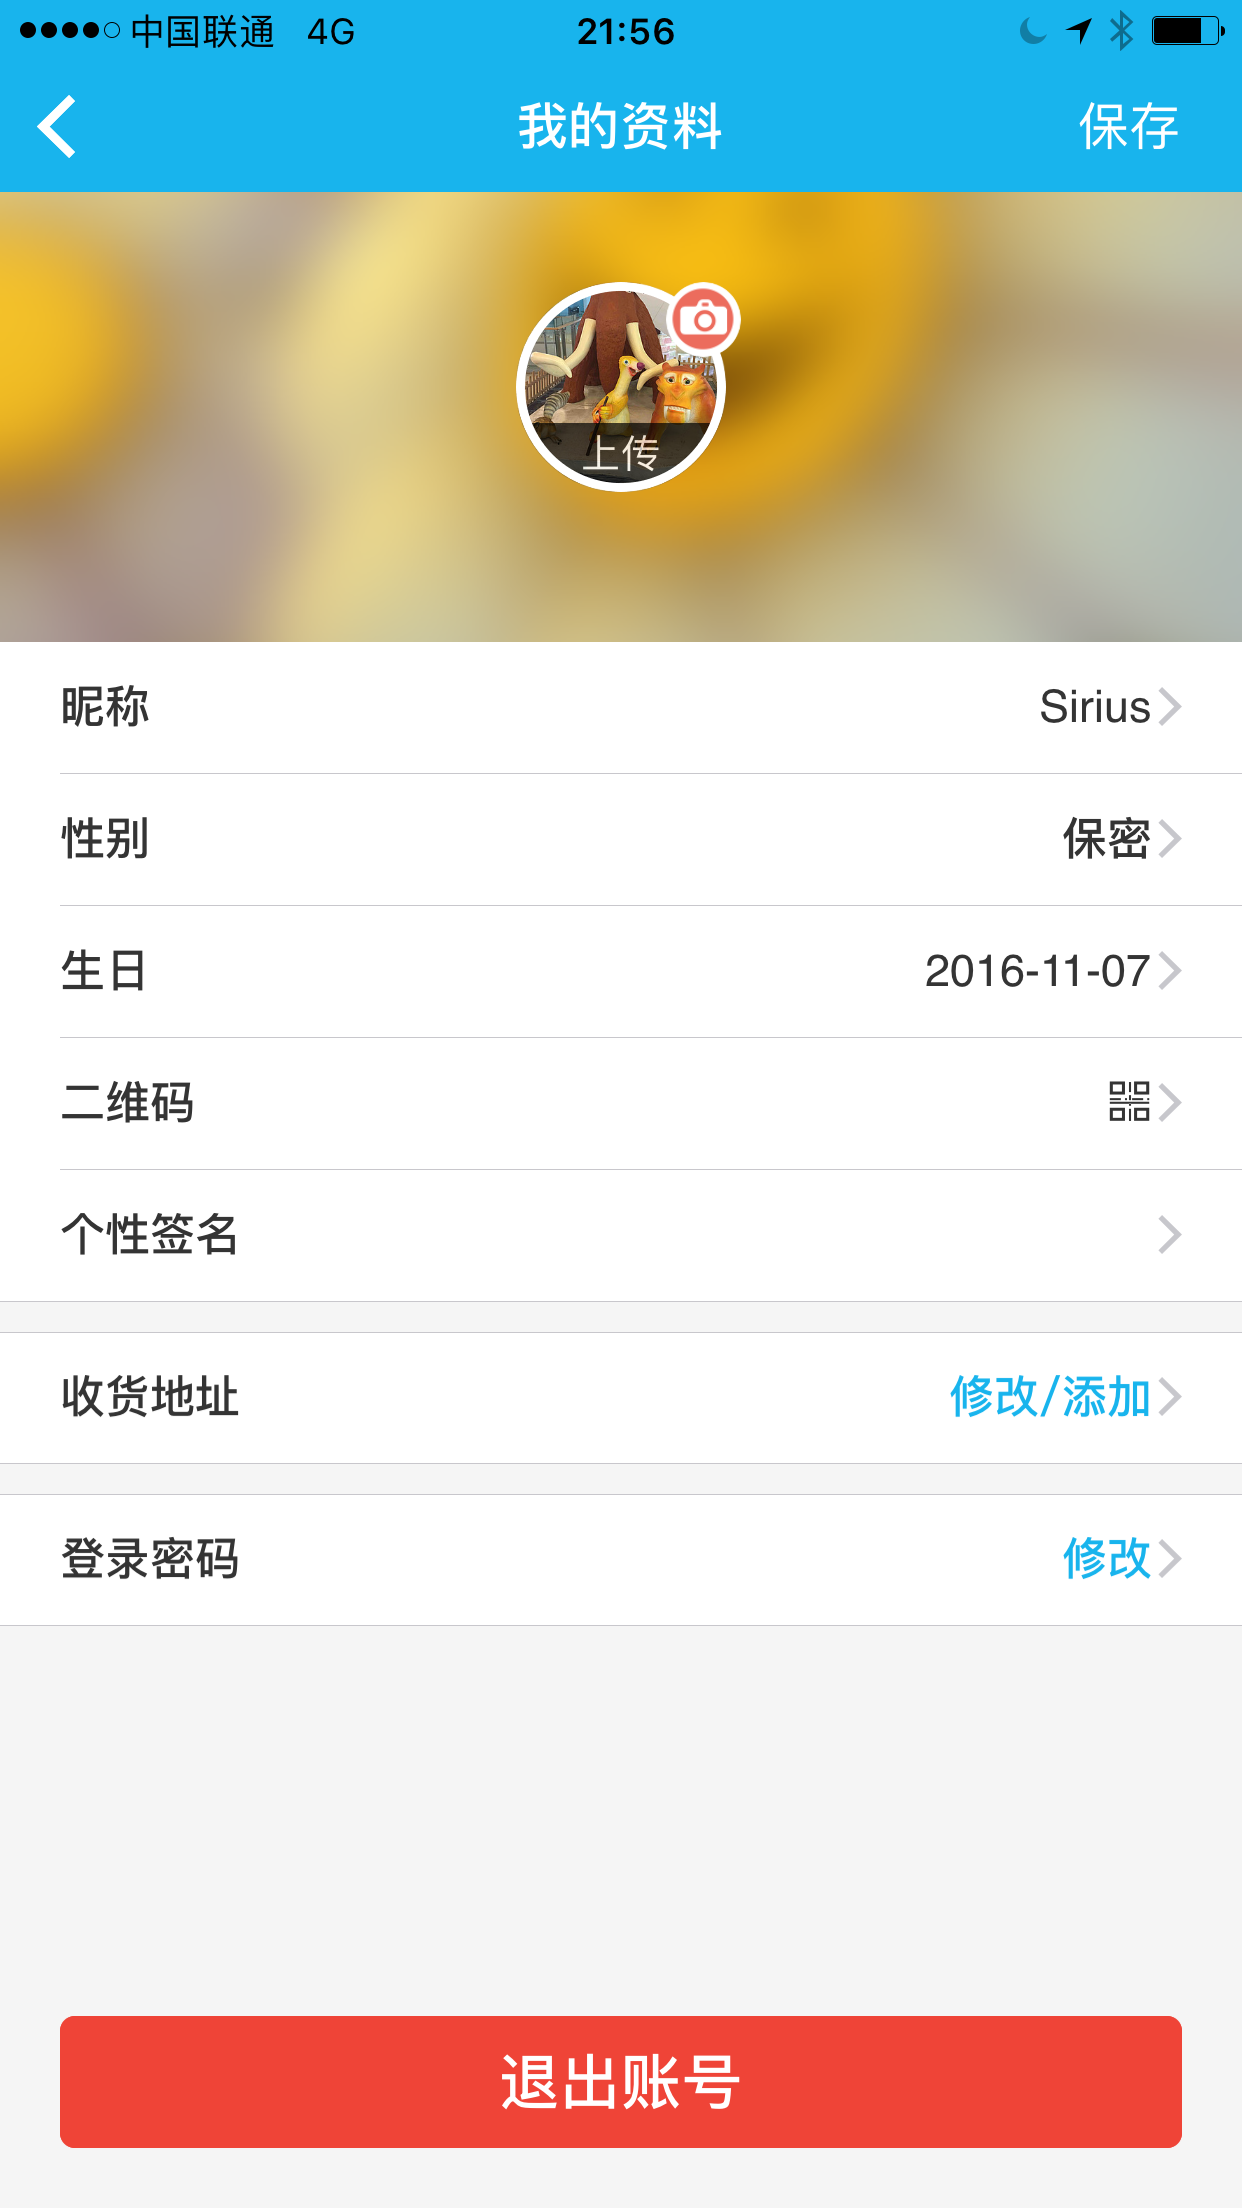 中国联通 4G 21:56
我的资料 保存
上传
昵称 Sirius
性别 保密
生日 2016-11-07
二维码
个性签名
收货地址 修改/添加
登录密码 修改
退出账号